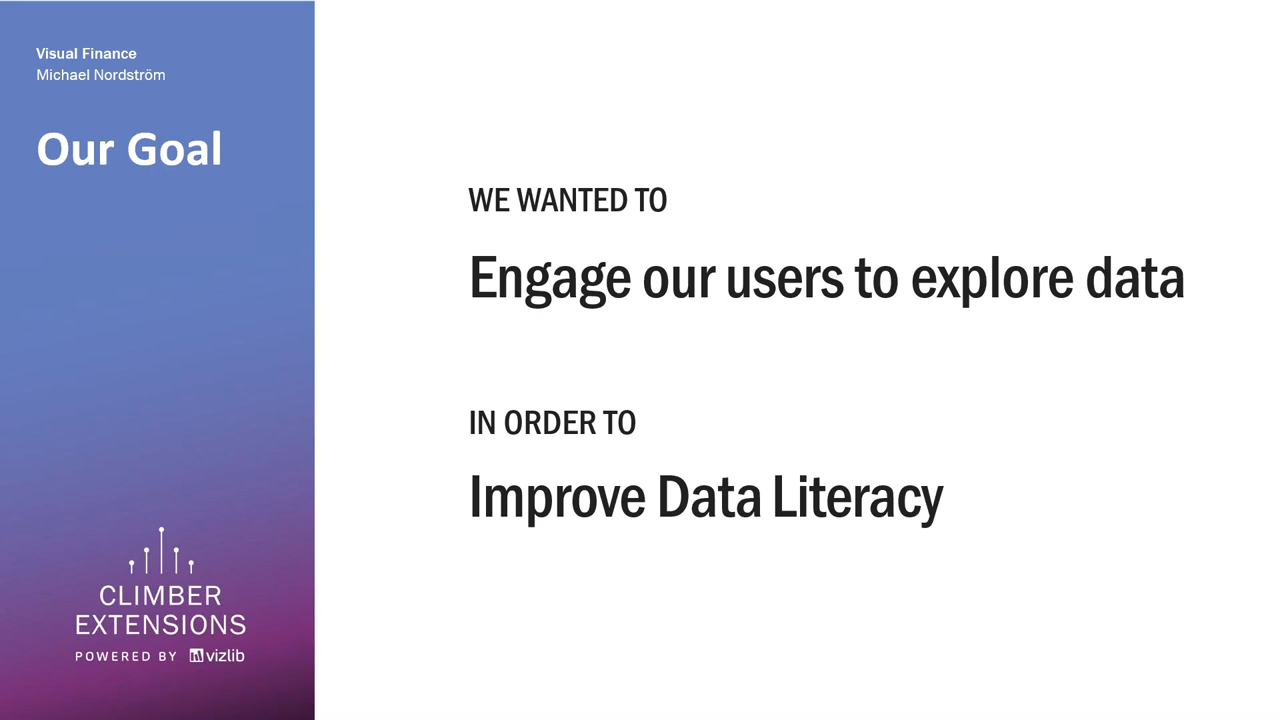 Visual Finance
Michael Nordström
Our Goal
WE WANTED TO
Engage our users to explore data
IN ORDER TO
Improve Data Literacy
CLIMBER
EXTENSIONS
POWERED BY vizlib